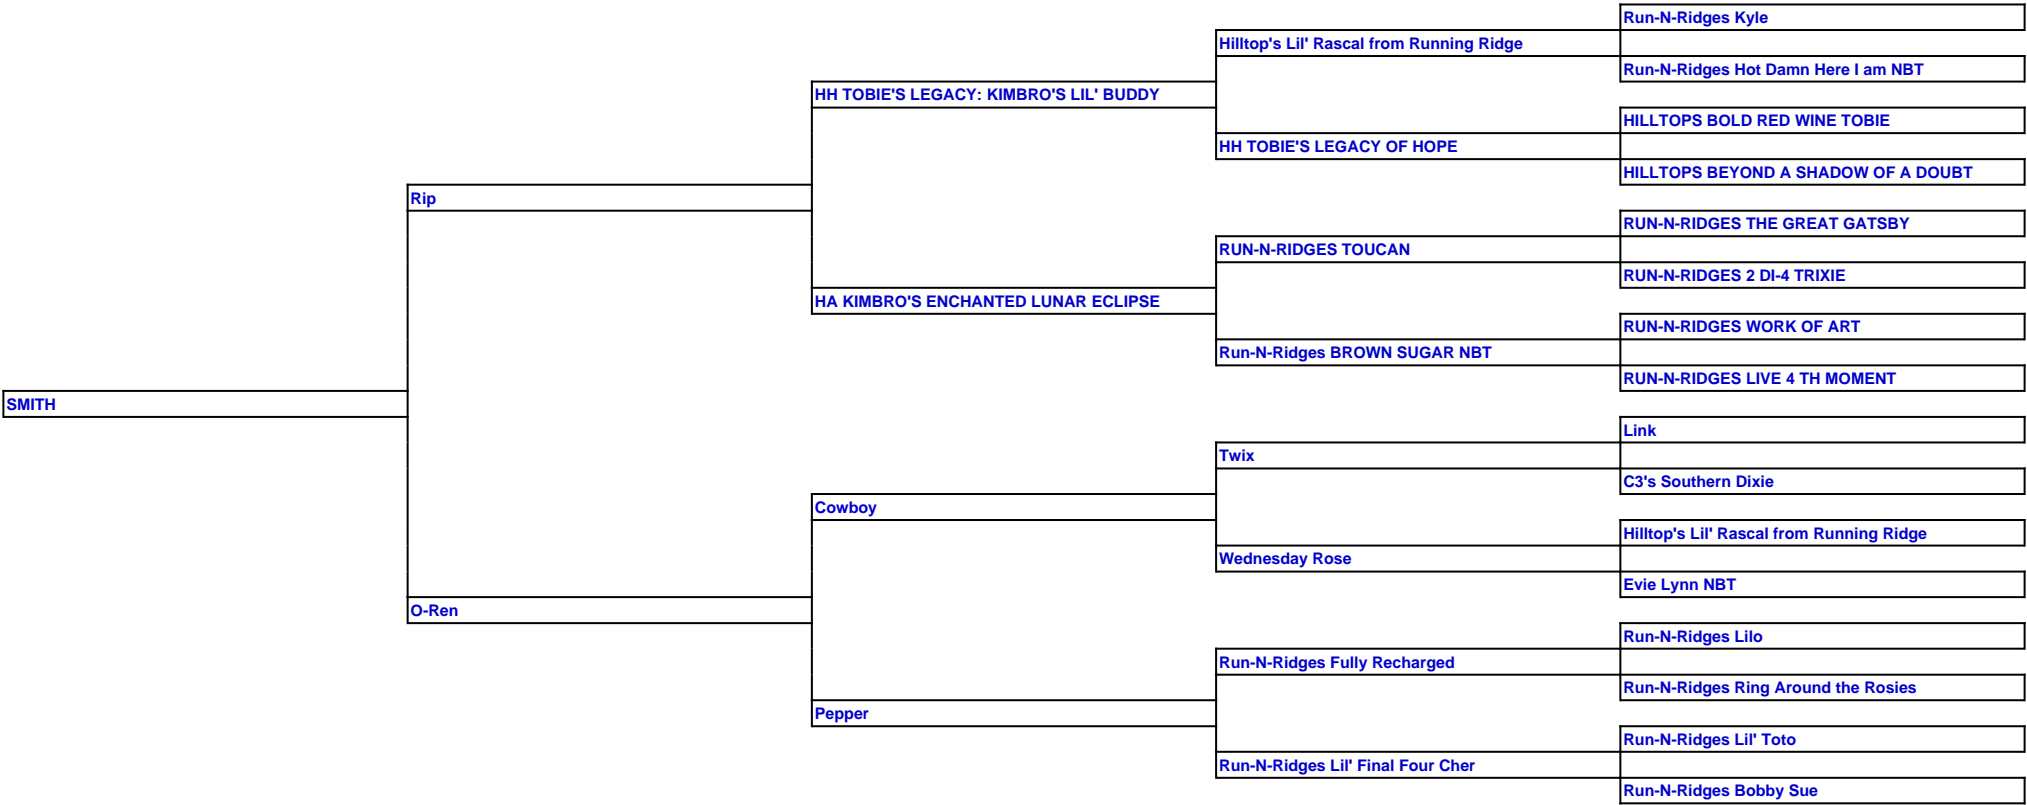 Run-N-Ridges Kyle
Hilltop's Lil' Rascal from Running Ridge
Run-N-Ridges Hot Damn Here I am NBT
HH TOBIE'S LEGACY: KIMBRO'S LIL' BUDDY
HILLTOPS BOLD RED WINE TOBIE
HH TOBIE'S LEGACY OF HOPE
HILLTOPS BEYOND A SHADOW OF A DOUBT
Rip
RUN-N-RIDGES THE GREAT GATSBY
RUN-N-RIDGES TOUCAN
RUN-N-RIDGES 2 DI-4 TRIXIE
HA KIMBRO'S ENCHANTED LUNAR ECLIPSE
RUN-N-RIDGES WORK OF ART
Run-N-Ridges BROWN SUGAR NBT
RUN-N-RIDGES LIVE 4 TH MOMENT
SMITH
Link
Twix
C3's Southern Dixie
Cowboy
Hilltop's Lil' Rascal from Running Ridge
Wednesday Rose
Evie Lynn NBT
O-Ren
Run-N-Ridges Lilo
Run-N-Ridges Fully Recharged
Run-N-Ridges Ring Around the Rosies
Pepper
Run-N-Ridges Lil' Toto
Run-N-Ridges Lil' Final Four Cher
Run-N-Ridges Bobby Sue